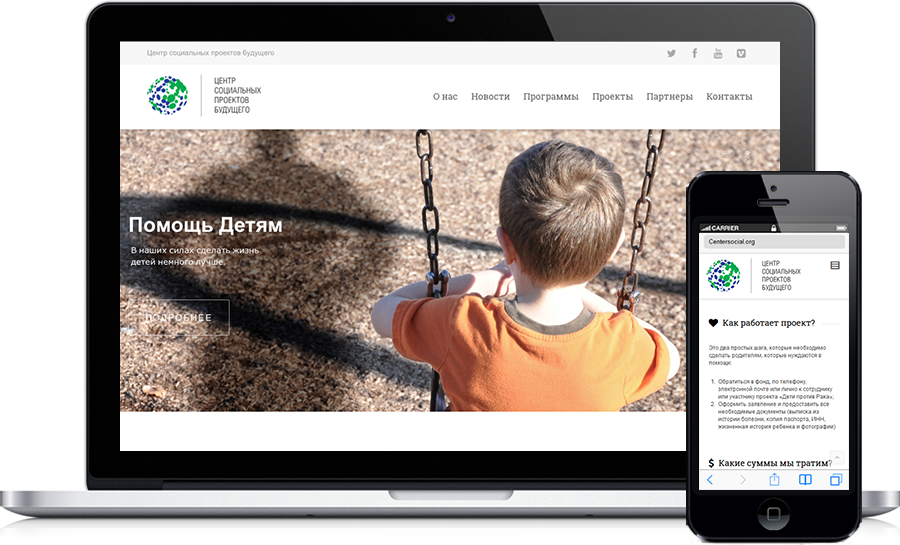 Центр социальных проектов будущего
ЦЕНТР
СОЦИАЛЬНЫХ
ПРОЕКТОВ
БУДУЩЕГО
О нас Новости Программы Проекты Партнеры Контакты
Помощь Детям
В наших силах сделать жизнь
детей немного лучше.
ПОДРОБНЕЕ
CARRIER
Centersocial.org
ЦЕНТР
СОЦИАЛЬНЫХ
ПРОЕКТОВ
БУДУЩЕГО
Как работает проект?
Это два простых шага, которые необходимо
сделать родителям, которые нуждаются в
помощи:
1. Обратиться в фонд, по телефону,
электронной почте или лично к сотруднику
или участнику проекта «Дети против Рака»;
2. Оформить заявление и предоставить все
необходимые документы (выписка из
истории болезни, копия паспорта, ИНН,
жизненная история ребенка и фотографии)
$ Какие суммы мы тратим?